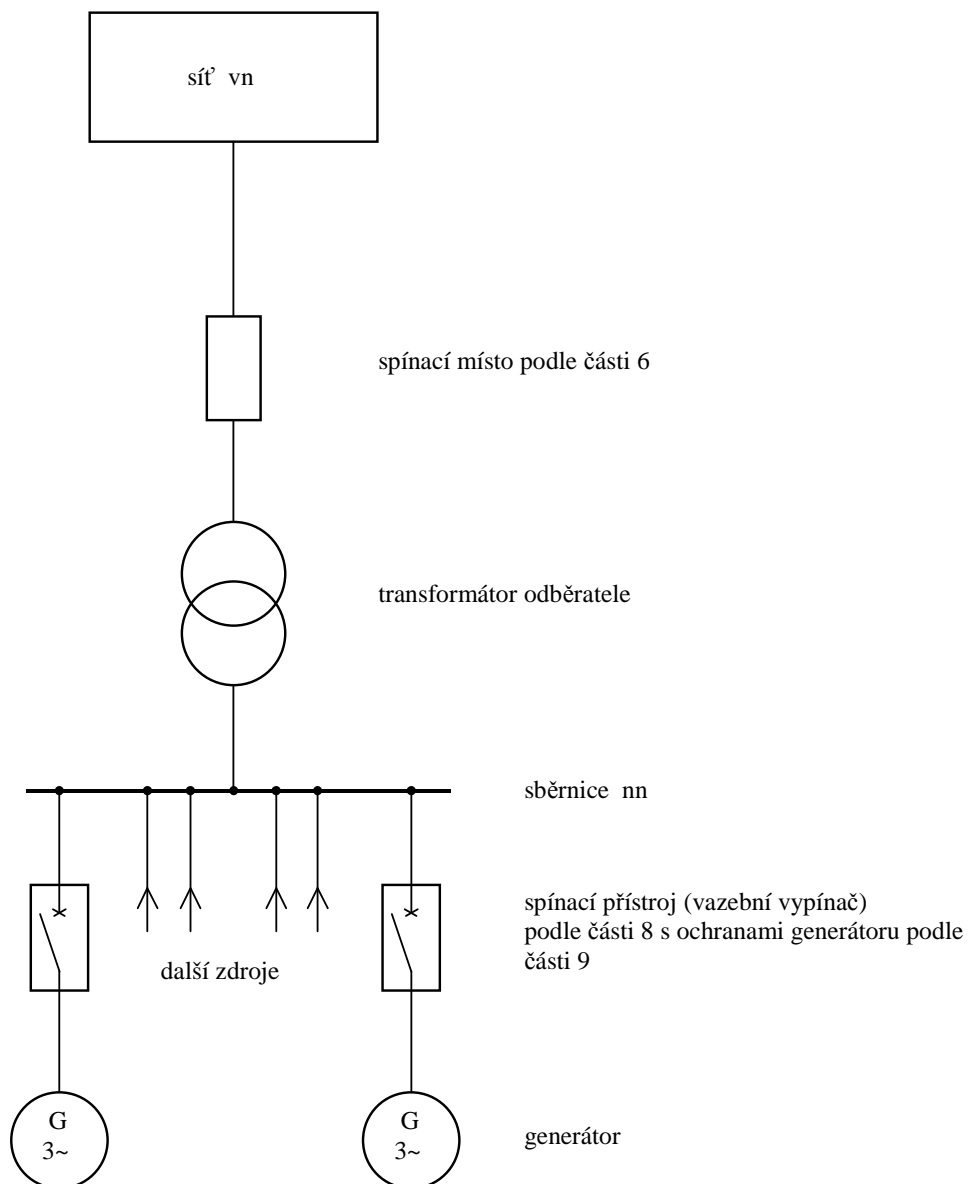 síť vn
spínací místo podle části 6
transformátor odběratele
sběrnice nn
spínací přístroj (vazební vypínač)
podle části 8 s ochranami generátoru podle
části 9
další zdroje
G
3~
G
3~
generátor